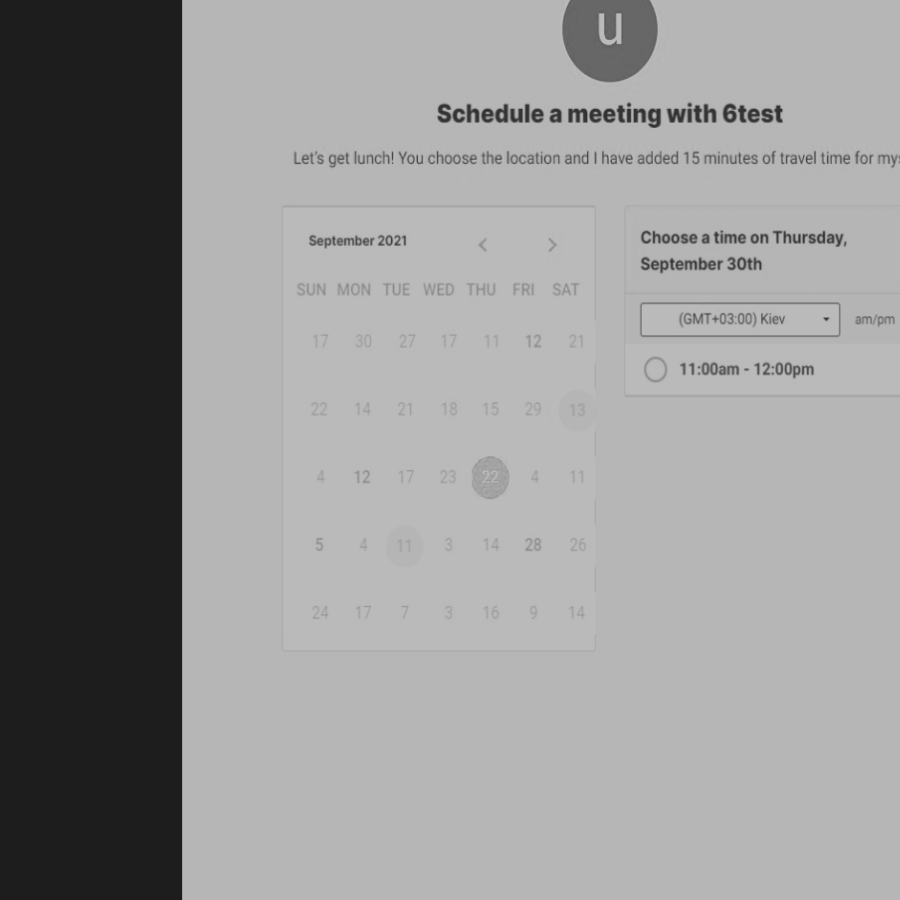 u
Schedule a meeting with 6test
Let's get lunch! You choose the location and I have added 15 minutes of travel time for my
September 2021
SUN MON TUE WED THU FRI SAT
17 30 27 17 11 12 21
22 14 21 18 15 29 13
4 12 17 23 22 4 11
5 4 11 3 14 28 26
24 17 7 3 16 9 14
Choose a time on Thursday,
September 30th
(GMT+03:00) Kiev
am/pm
11:00am - 12:00pm